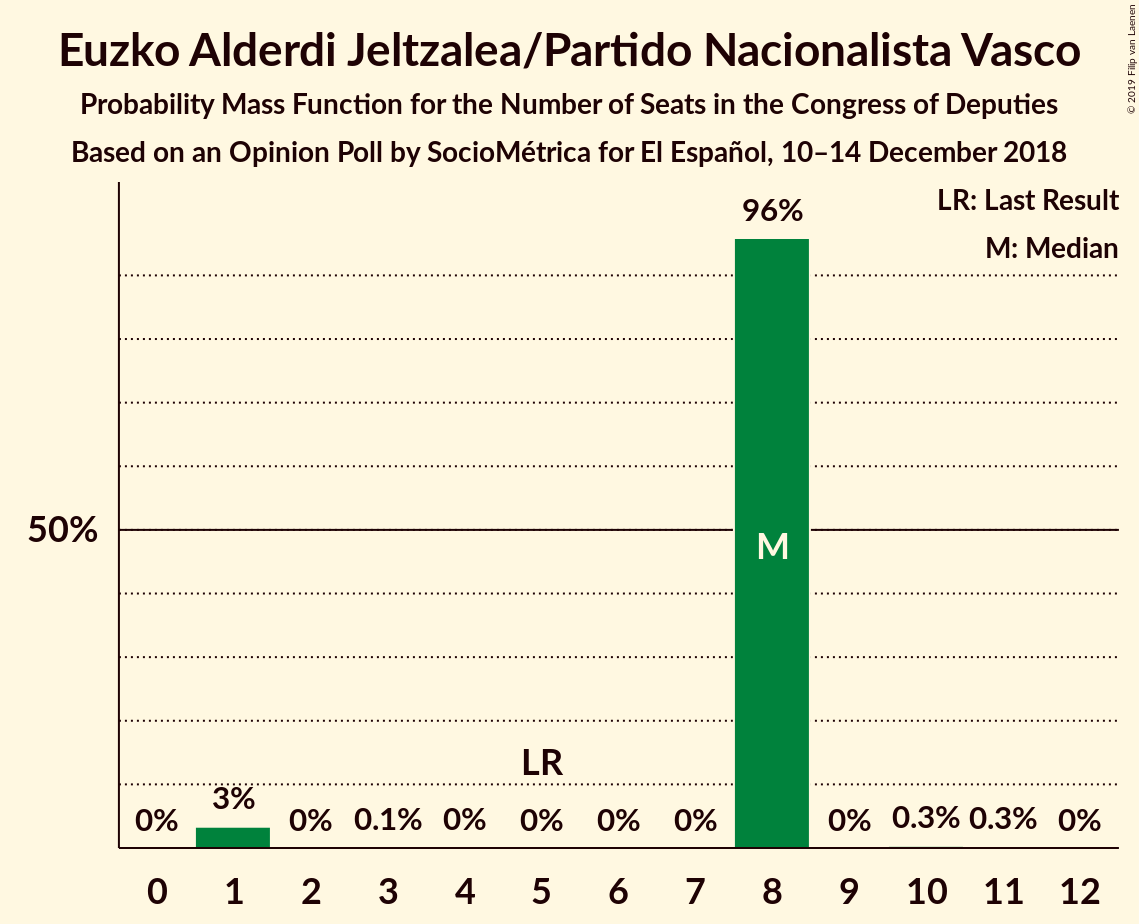 Euzko Alderdi Jeltzalea/Partido Nacionalista Vasco
Probability Mass Function for the Number of Seats in the Congress of Deputies
Based on an Opinion Poll by SocioMétrica for El Español, 10–14 December 2018
© 2019 Filip van Laenen
LR: Last Result
M: Median
96%
50%
M
LR
0% 3% 0% 0.1% 0% 0% 0% 0% 0% 0.3% 0.3% 0%
0 1 2 3 4 5 6 7 8 9 10 11 12